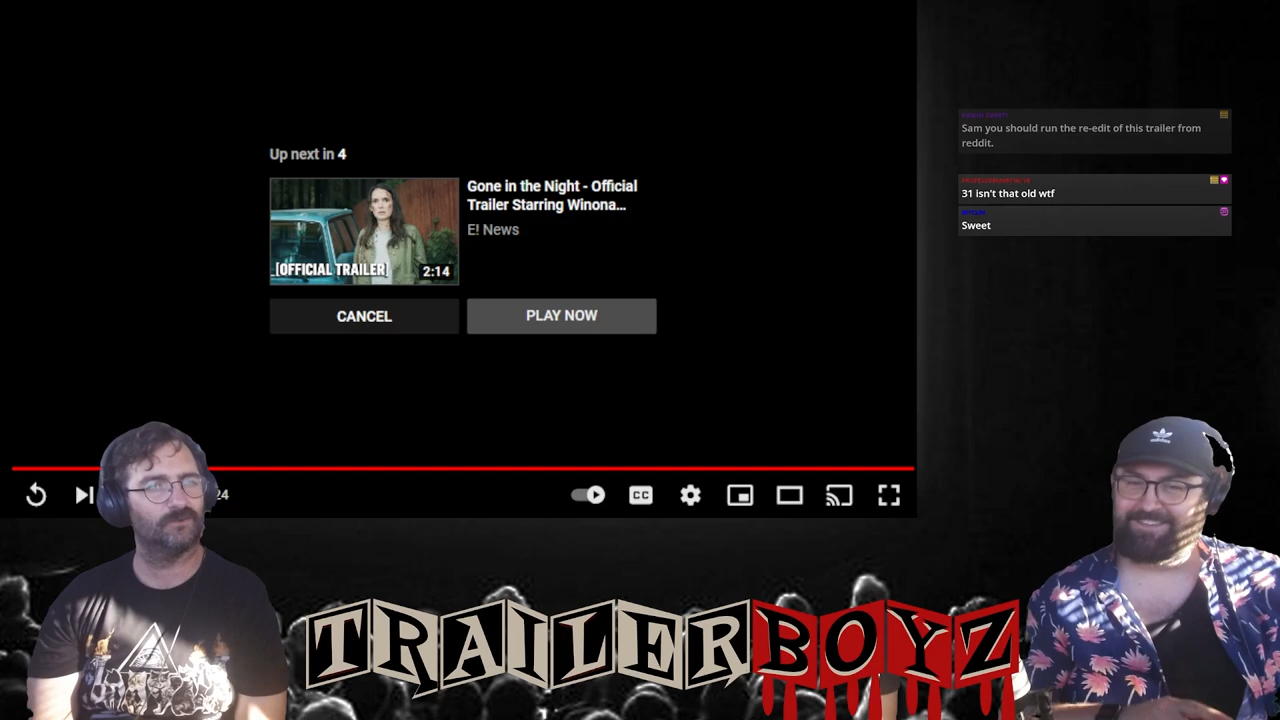 Up next in 4
Gone in the Night - Official
Trailer Starring Winona...
E! News
[OFFICIAL TRAILER]
2:14
CANCEL
PLAY NOW
Sam you should run the re-edit of this trailer from
reddit.
31 isn't that old wtf
Sweet
24
CC
TRAILERBOYZ